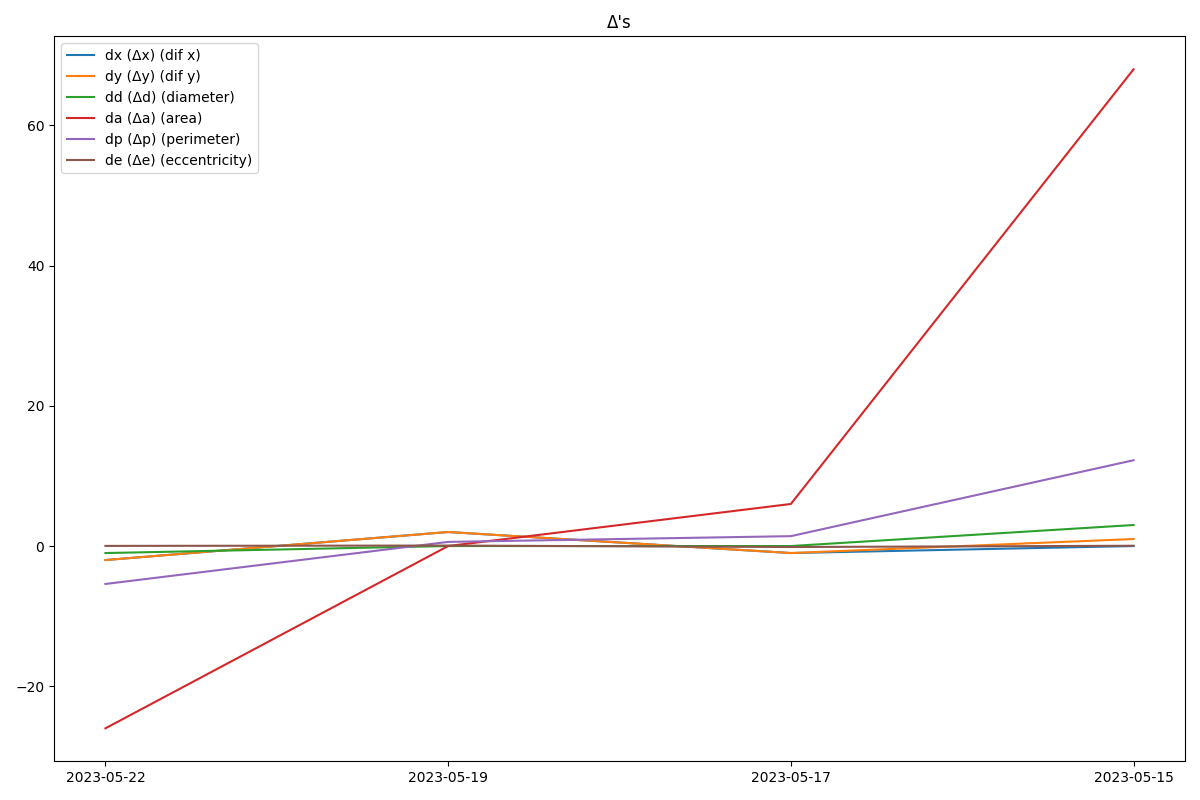 Δ's
dx (Δx) (dif x)
dy (Δy) (dif y)
dd (Δd) (diameter)
da (Δa) (area)
dp (Δp) (perimeter)
de (Δe) (eccentricity)
60
40
20
0
−20
2023-05-22 2023-05-19 2023-05-17 2023-05-15